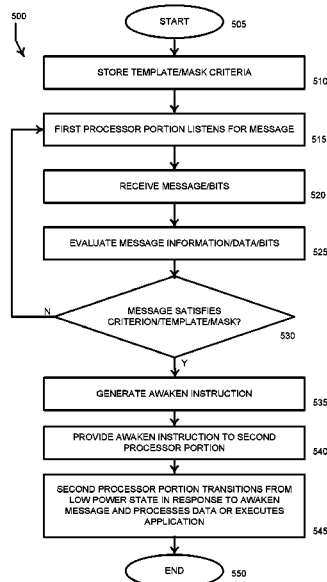 500
START
505
STORE TEMPLATE/MASK CRITERIA
510
FIRST PROCESSOR PORTION LISTENS FOR MESSAGE
515
RECEIVE MESSAGE/BITS
520
EVALUATE MESSAGE INFORMATION/DATA/BITS
525
N
MESSAGE SATISFIES
CRITERION/TEMPLATE/MASK?
530
Y
GENERATE AWAKEN INSTRUCTION
535
PROVIDE AWAKEN INSTRUCTION TO SECOND
PROCESSOR PORTION
540
SECOND PROCESSOR PORTION TRANSITIONS FROM
LOW POWER STATE IN RESPONSE TO AWAKEN
MESSAGE AND PROCESSES DATA OR EXECUTES
APPLICATION
545
END
550